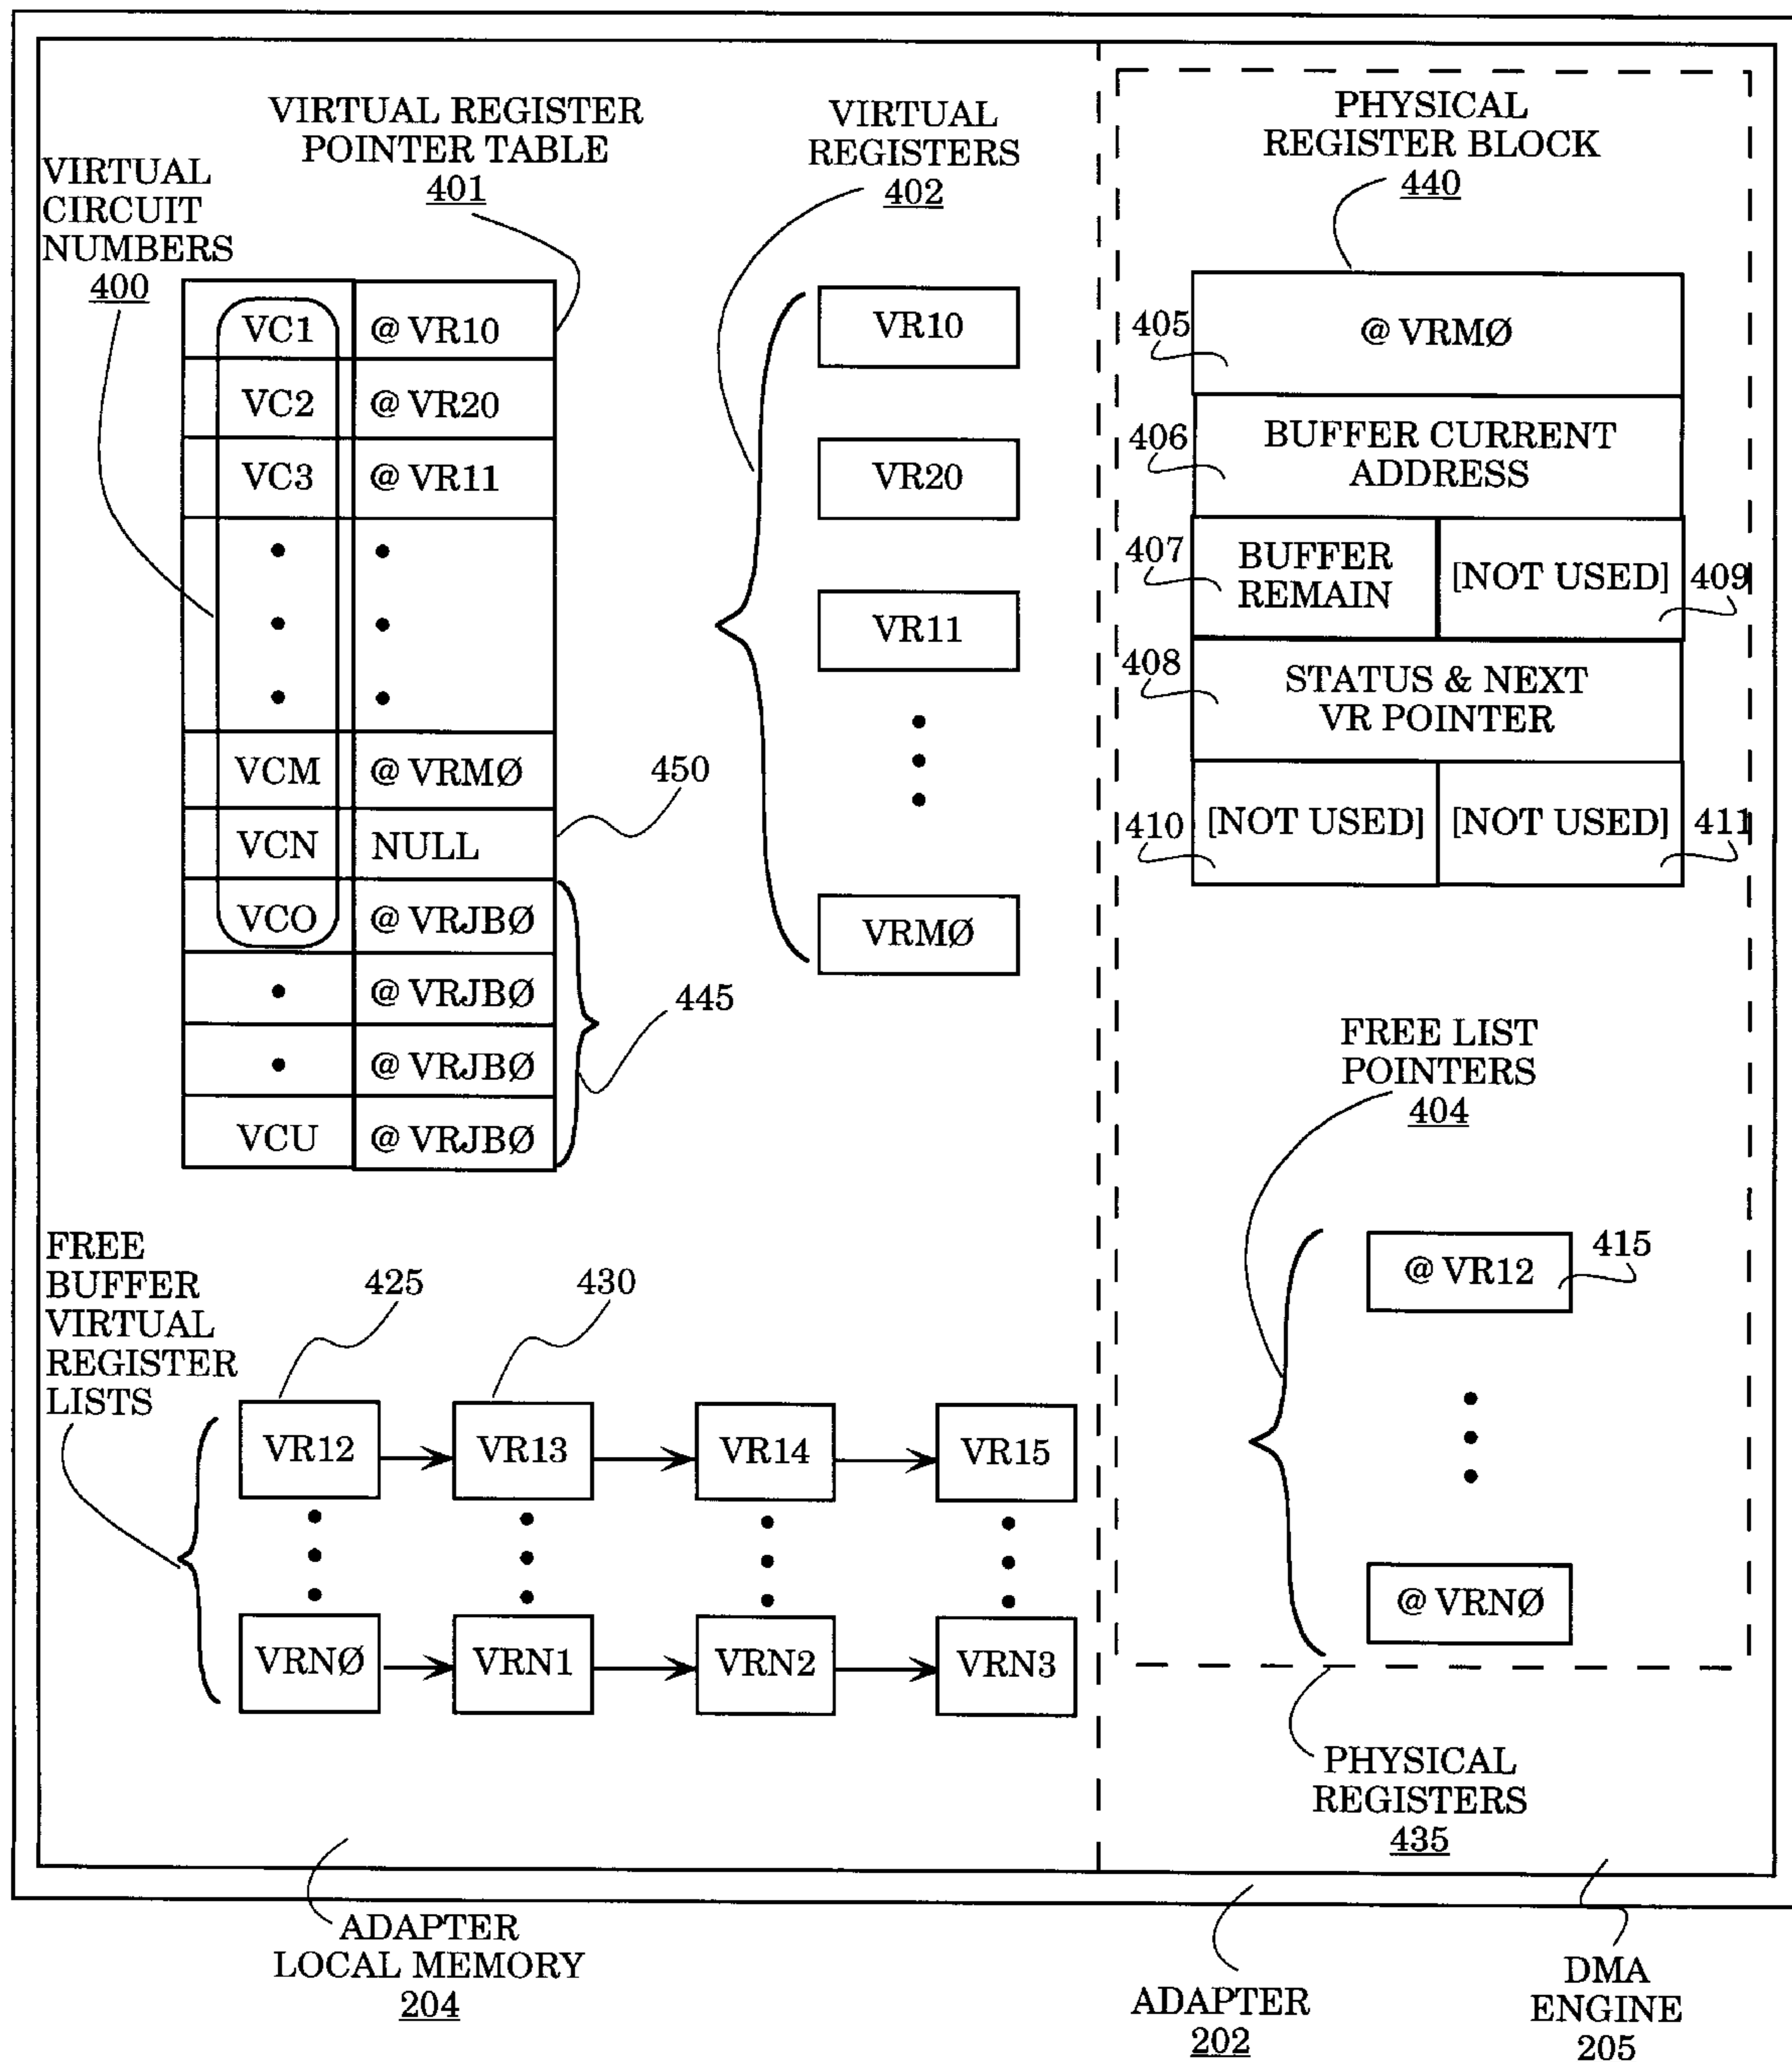 VIRTUAL REGISTER
POINTER TABLE
401
VIRTUAL
CIRCUIT
NUMBERS
400
VC1 @ VR10
VC2 @ VR20
VC3 @ VR11
VCM @ VRMØ
VCN NULL
VCO @ VRJBØ
@ VRJBØ
@ VRJBØ
VCU @ VRJBØ
450
445
VIRTUAL
REGISTERS
402
VR10
VR20
VR11
VRMØ
PHYSICAL
REGISTER BLOCK
440
405 @ VRMØ
406 BUFFER CURRENT
ADDRESS
407 BUFFER
REMAIN
[NOT USED] 409
408 STATUS & NEXT
VR POINTER
410 [NOT USED] [NOT USED] 411
FREE LIST
POINTERS
404
@ VR12 415
@ VRNØ
FREE
BUFFER
VIRTUAL
REGISTER
LISTS
425 430
VR12 VR13 VR14 VR15
VRNØ VRN1 VRN2 VRN3
PHYSICAL
REGISTERS
435
ADAPTER
LOCAL MEMORY
204
ADAPTER
202
DMA
ENGINE
205